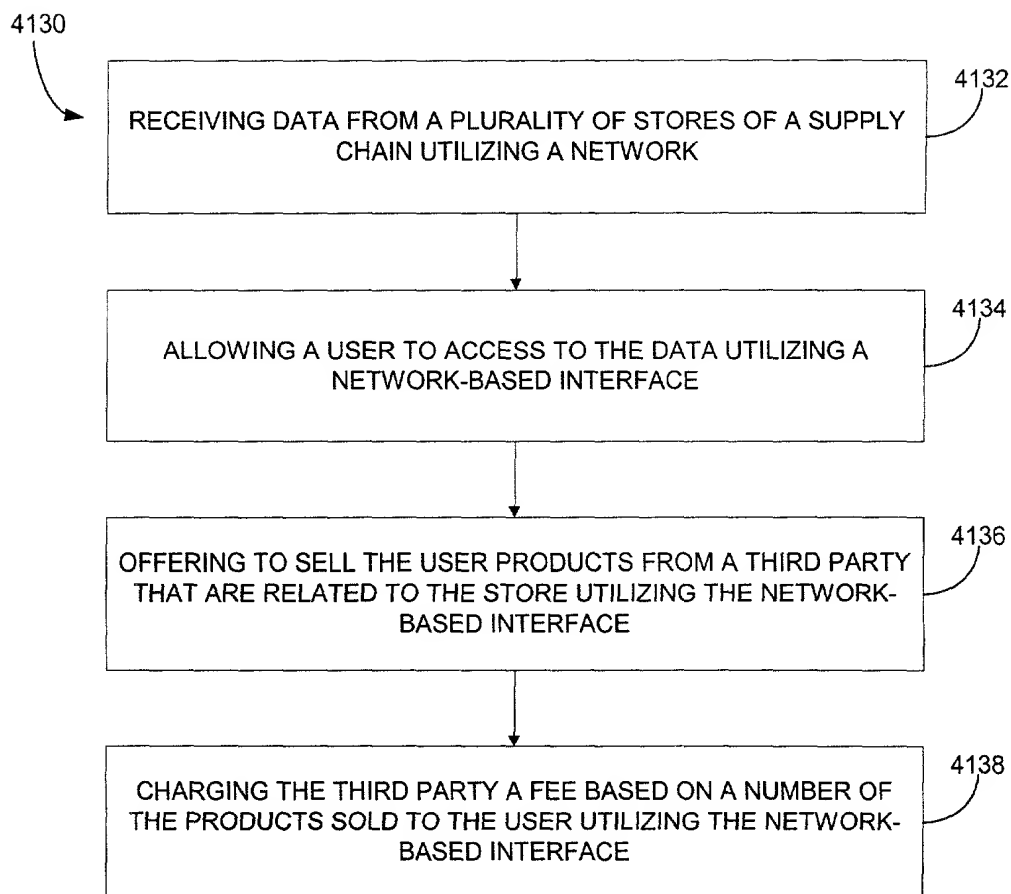 4130
4132
RECEIVING DATA FROM A PLURALITY OF STORES OF A SUPPLY
CHAIN UTILIZING A NETWORK
4134
ALLOWING A USER TO ACCESS TO THE DATA UTILIZING A
NETWORK-BASED INTERFACE
4136
OFFERING TO SELL THE USER PRODUCTS FROM A THIRD PARTY
THAT ARE RELATED TO THE STORE UTILIZING THE NETWORK-
BASED INTERFACE
4138
CHARGING THE THIRD PARTY A FEE BASED ON A NUMBER OF
THE PRODUCTS SOLD TO THE USER UTILIZING THE NETWORK-
BASED INTERFACE